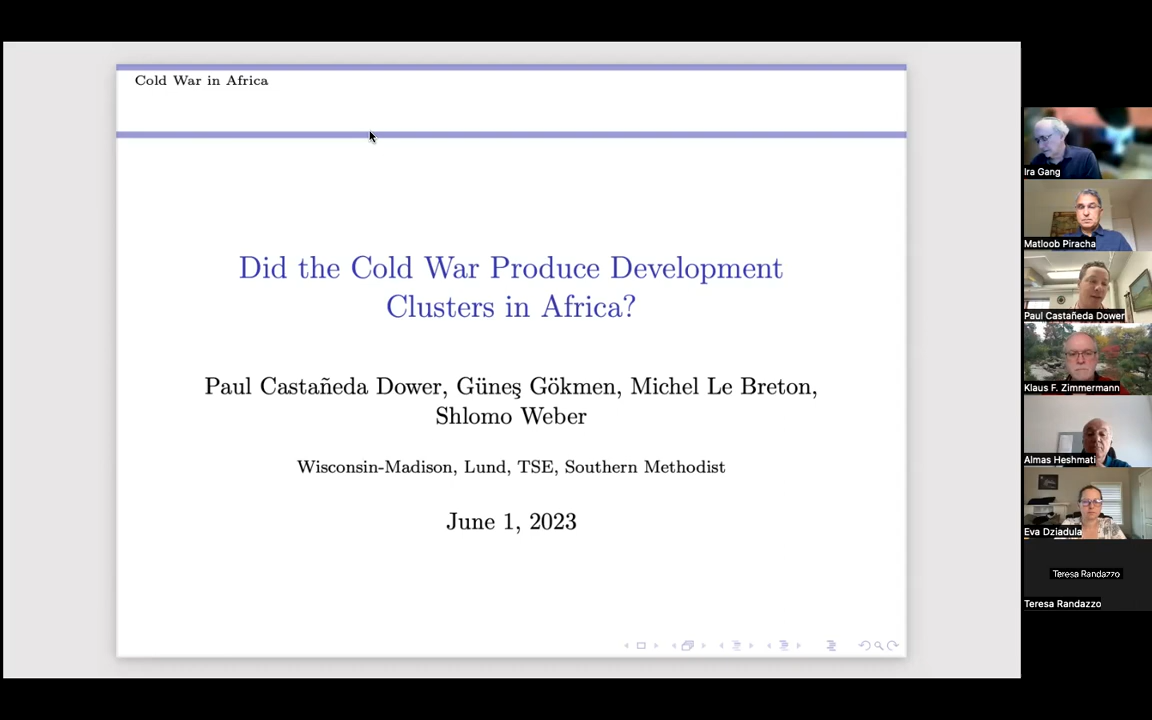 Cold War in Africa
Did the Cold War Produce Development
Clusters in Africa?
Paul Castañeda Dower, Güneş Gökmen, Michel Le Breton,
Shlomo Weber
Wisconsin-Madison, Lund, TSE, Southern Methodist
June 1, 2023
Ira Gang
Matloob Piracha
Paul Castañeda Dower
Klaus F. Zimmermann
Almas Heshmati
Eva Dziadula
Teresa Randazzo
Teresa Randazzo